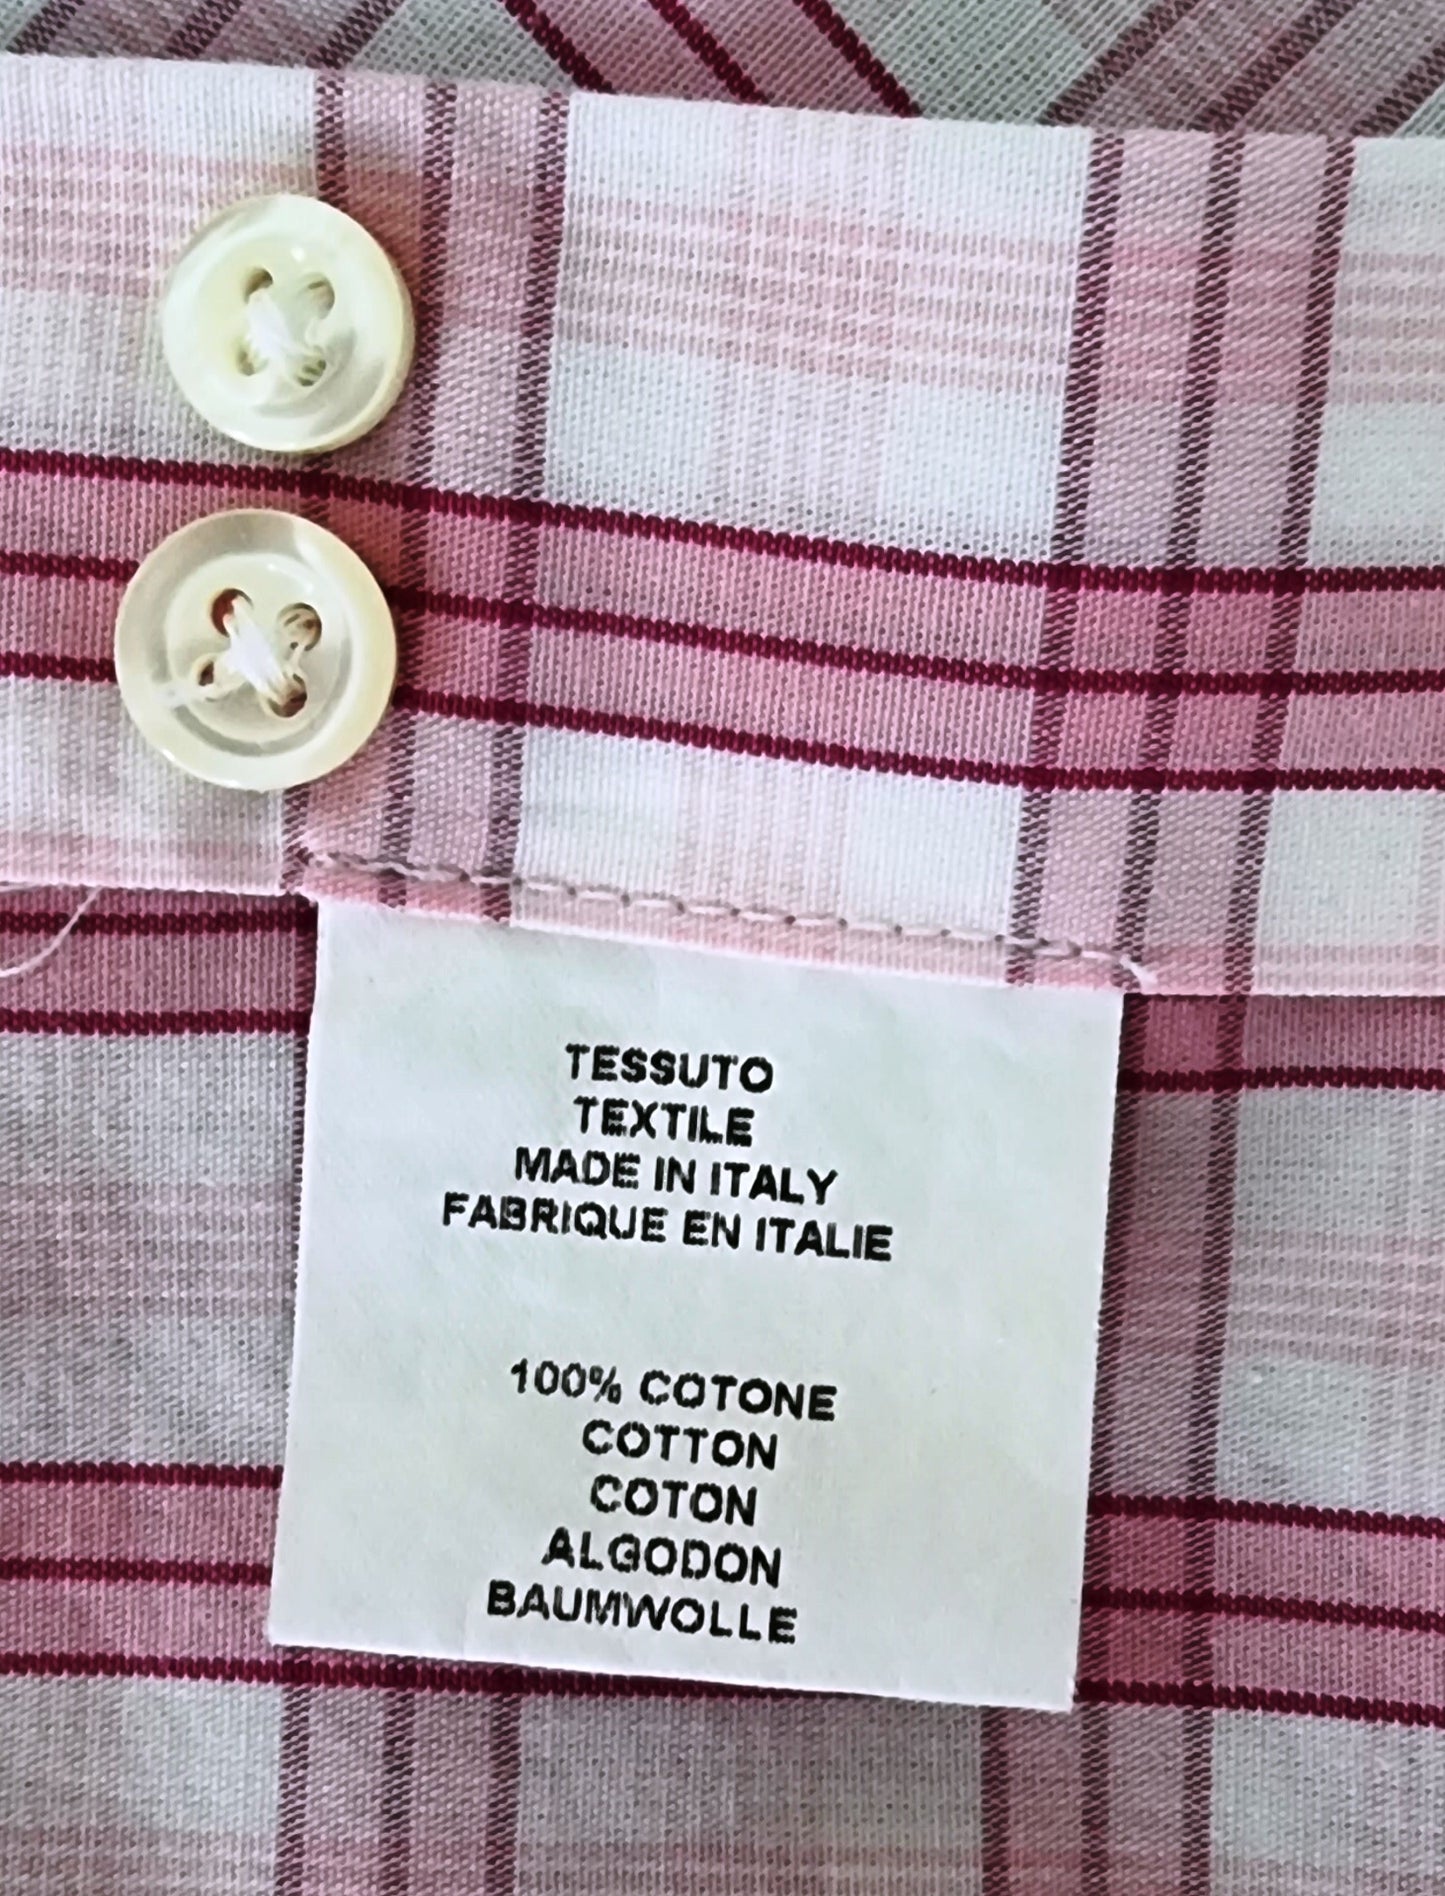 TESSUTO
TEXTILE
MADE IN ITALY
FABRIQUE EN ITALIE
100% COTONE
COTTON
COTON
ALGODON
BAUMWOLLE